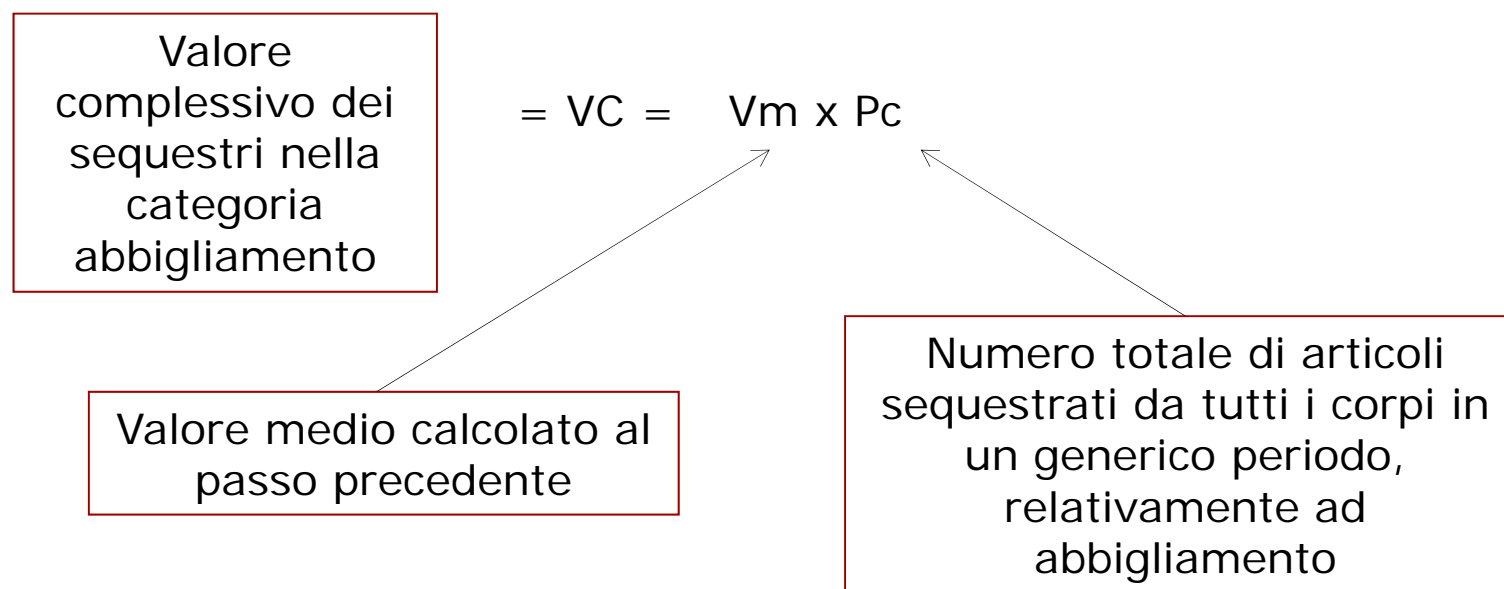 Valore
complessivo dei
sequestri nella
categoria
abbigliamento
= VC = Vm x Pc
Valore medio calcolato al
passo precedente
Numero totale di articoli
sequestrati da tutti i corpi in
un generico periodo,
relativamente ad
abbigliamento